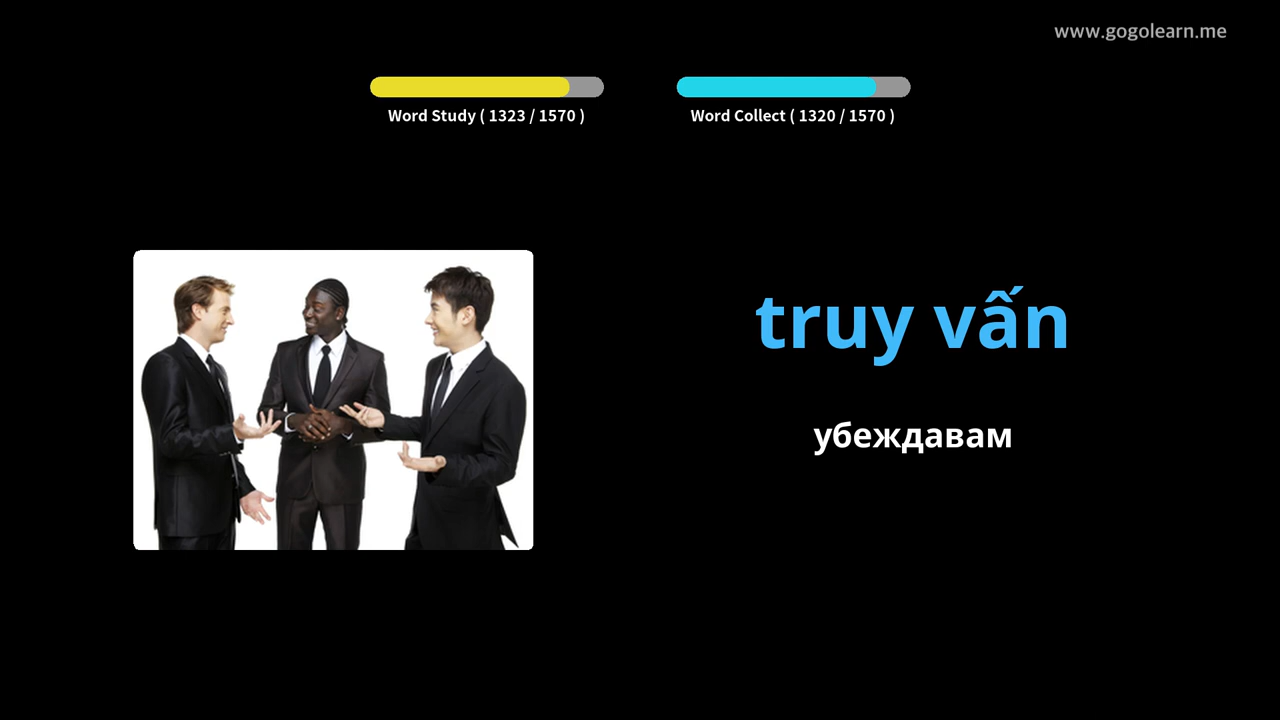 www.gogolearn.me
Word Study ( 1323 / 1570 )
Word Collect ( 1320 / 1570 )
truy vấn
убеждавам